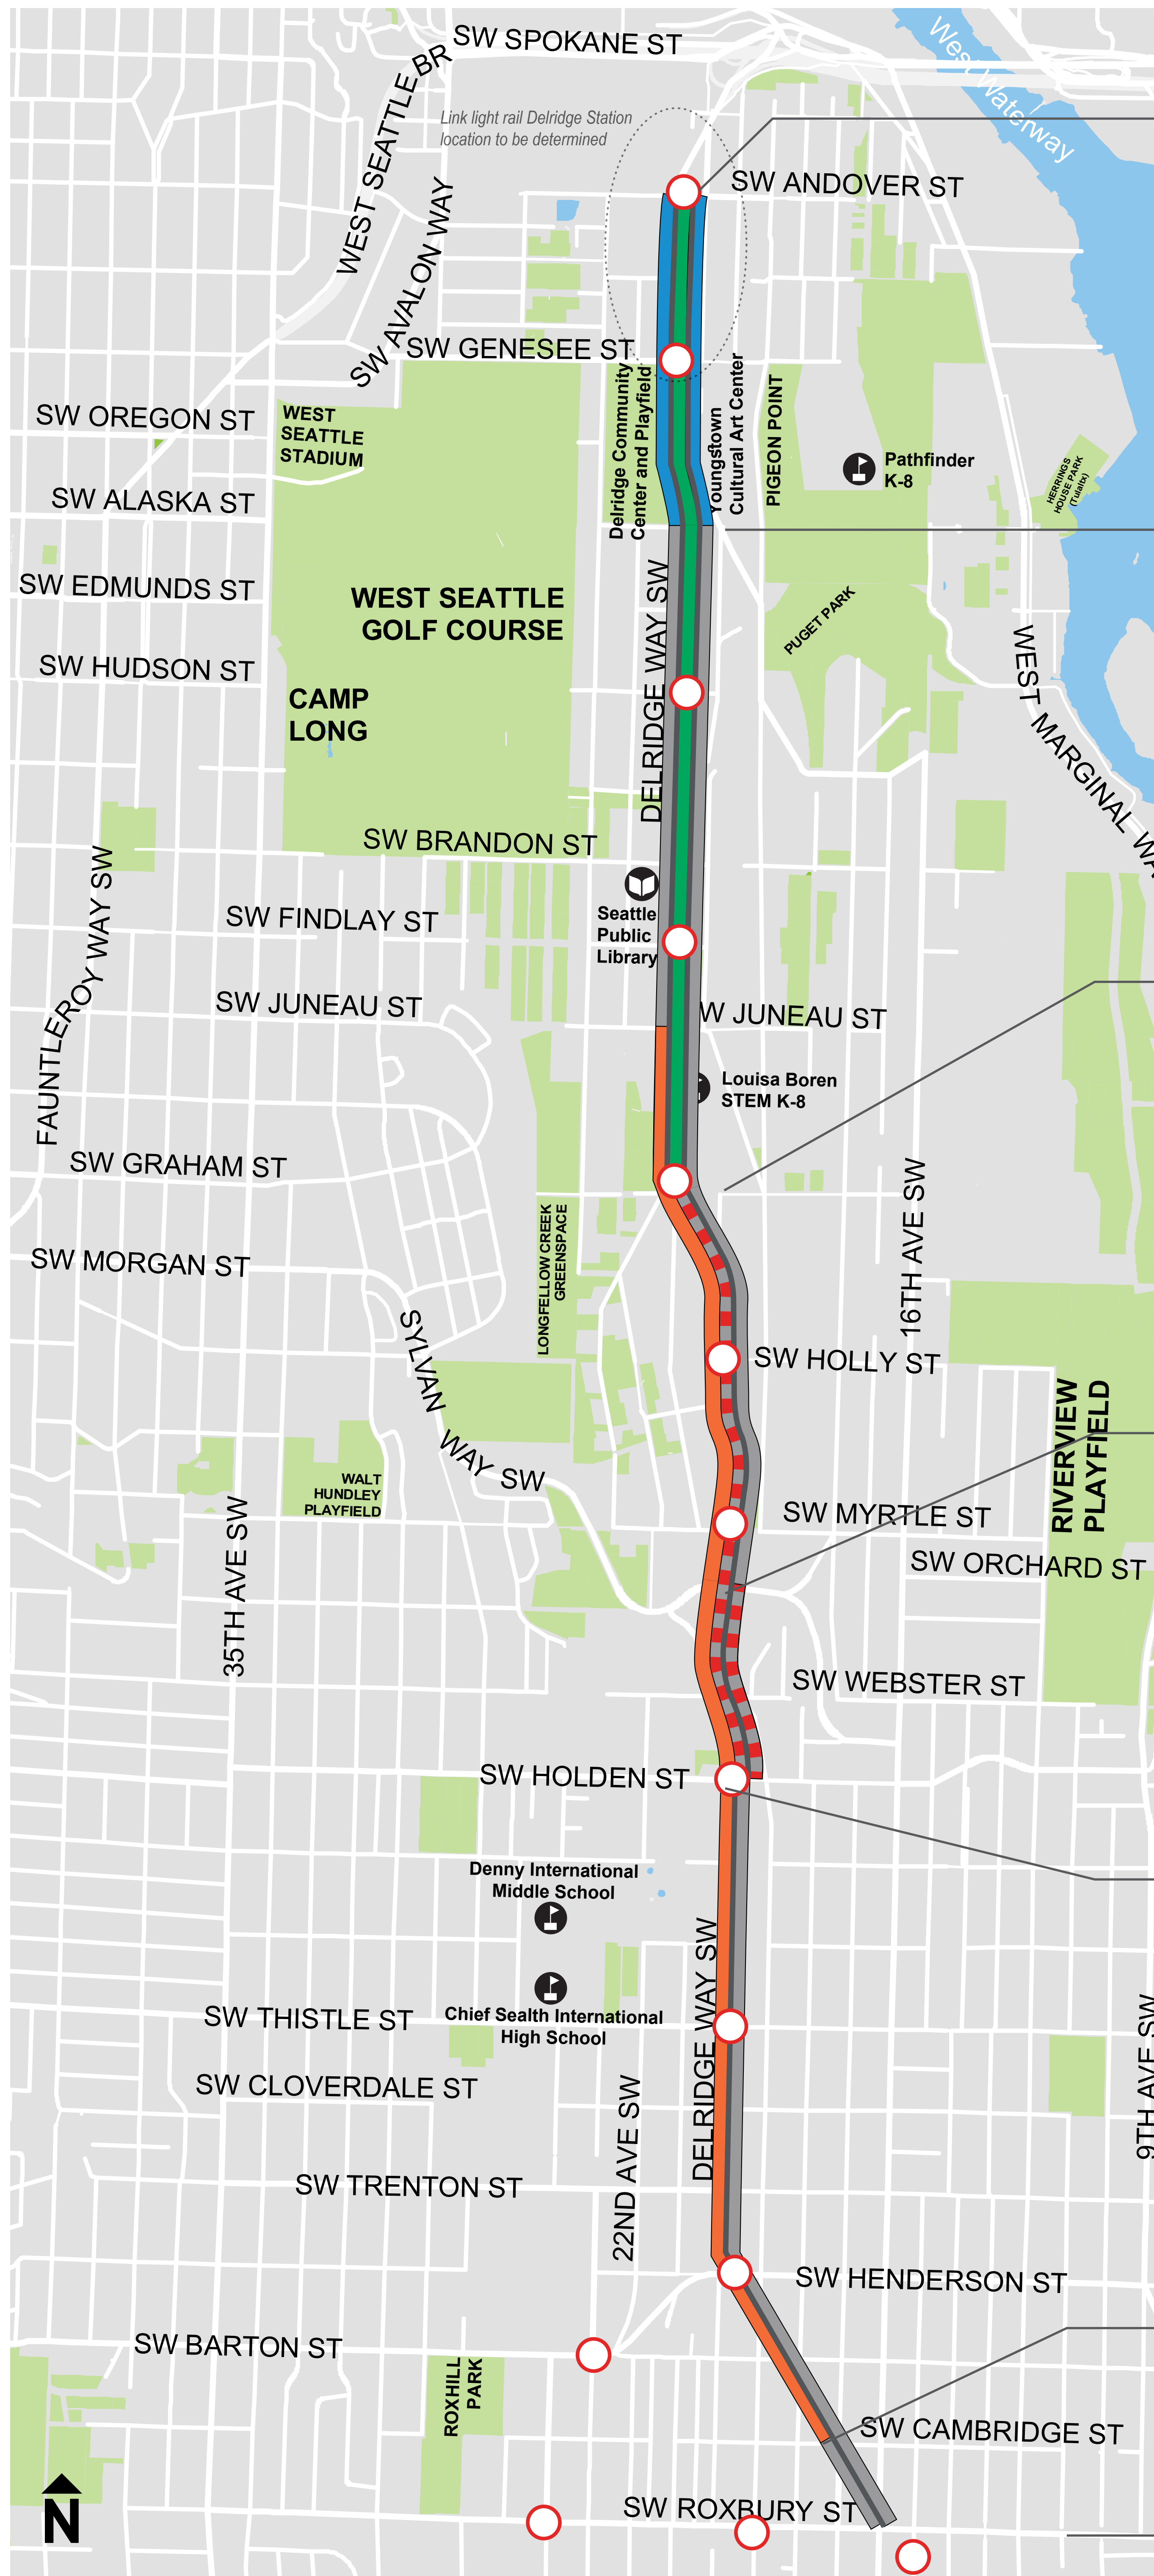 SW SPOKANE ST
WEST SEATTLE BR
West Waterway
Link light rail Delridge Station
location to be determined
SW ANDOVER ST
SW AVALON WAY
SW GENESEE ST
Delridge Community
Center and Playfield
Youngstown
Cultural Art Center
PIGEON POINT
SW OREGON ST
WEST
SEATTLE
STADIUM
Pathfinder
K-8
HERRINGS
HOUSE PARK
(Tulaltx)
SW ALASKA ST
SW EDMUNDS ST
WEST SEATTLE
GOLF COURSE
DELRIDGE WAY SW
PUGET PARK
SW HUDSON ST
CAMP
LONG
WEST MARGINAL WA
SW BRANDON ST
FAUNTLEROY WAY SW
Seattle
Public
Library
SW FINDLAY ST
SW JUNEAU ST
W JUNEAU ST
Louisa Boren
STEM K-8
SW GRAHAM ST
16TH AVE SW
LONGFELLOW CREEK
GREENSPACE
SW MORGAN ST
SYLVAN WAY SW
SW HOLLY ST
RIVERVIEW
PLAYFIELD
WALT
HUNDLEY
PLAYFIELD
SW MYRTLE ST
35TH AVE SW
SW ORCHARD ST
SW WEBSTER ST
SW HOLDEN ST
Denny International
Middle School
DELRIDGE WAY SW
Chief Sealth International
High School
SW THISTLE ST
9TH AVE SW
SW CLOVERDALE ST
22ND AVE SW
SW TRENTON ST
SW HENDERSON ST
SW BARTON ST
ROXHILL
PARK
SW CAMBRIDGE ST
N
SW ROXBURY ST